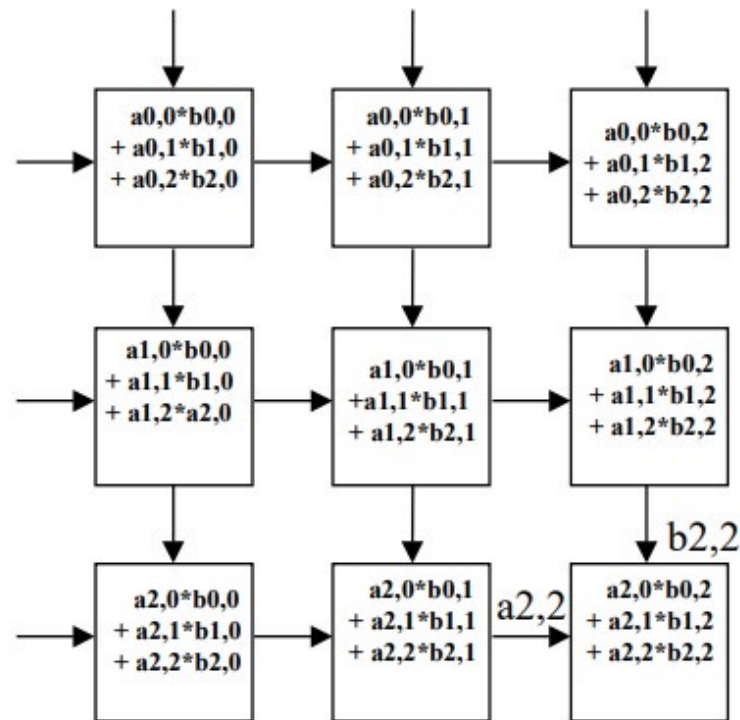 a0,0*b0,0
+ a0,1*b1,0
+ a0,2*b2,0
a0,0*b0,1
+ a0,1*b1,1
+ a0,2*b2,1
a0,0*b0,2
+ a0,1*b1,2
+ a0,2*b2,2
a1,0*b0,0
+ a1,1*b1,0
+ a1,2*a2,0
a1,0*b0,1
+a1,1*b1,1
+ a1,2*b2,1
a1,0*b0,2
+ a1,1*b1,2
+ a1,2*b2,2
b2,2
a2,0*b0,0
+ a2,1*b1,0
+ a2,2*b2,0
a2,0*b0,1
+ a2,1*b1,1
+ a2,2*b2,1
a2,2
a2,0*b0,2
+ a2,1*b1,2
+ a2,2*b2,2